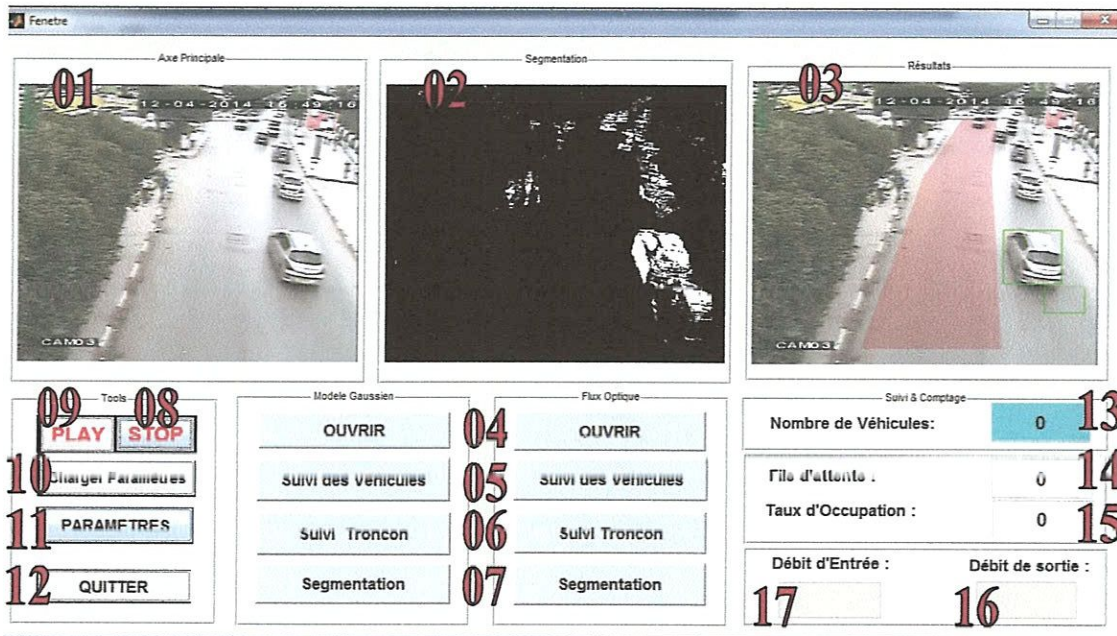 Fenetre
Axe Principale
Segmentation
Résultats
01
02
03
12-04-2014 16 49 16
12-04-2014 16 49 16
CAM03
CAM03
Tools
Modele Gaussien
Flux Optique
Suivi & Comptage
09 08 13
PLAY STOP
OUVRIR 04 OUVRIR
Nombre de Véhicules: 0
10 Charger Paramètres
Suivi des Véhicules 05 Suivi des Véhicules
File d'attente : 0 14
11 PARAMETRES
Suivi Troncon 06 Suivi Troncon
Taux d'Occupation : 0 15
12 QUITTER
Segmentation 07 Segmentation
Débit d'Entrée : Débit de sortie :
17 16